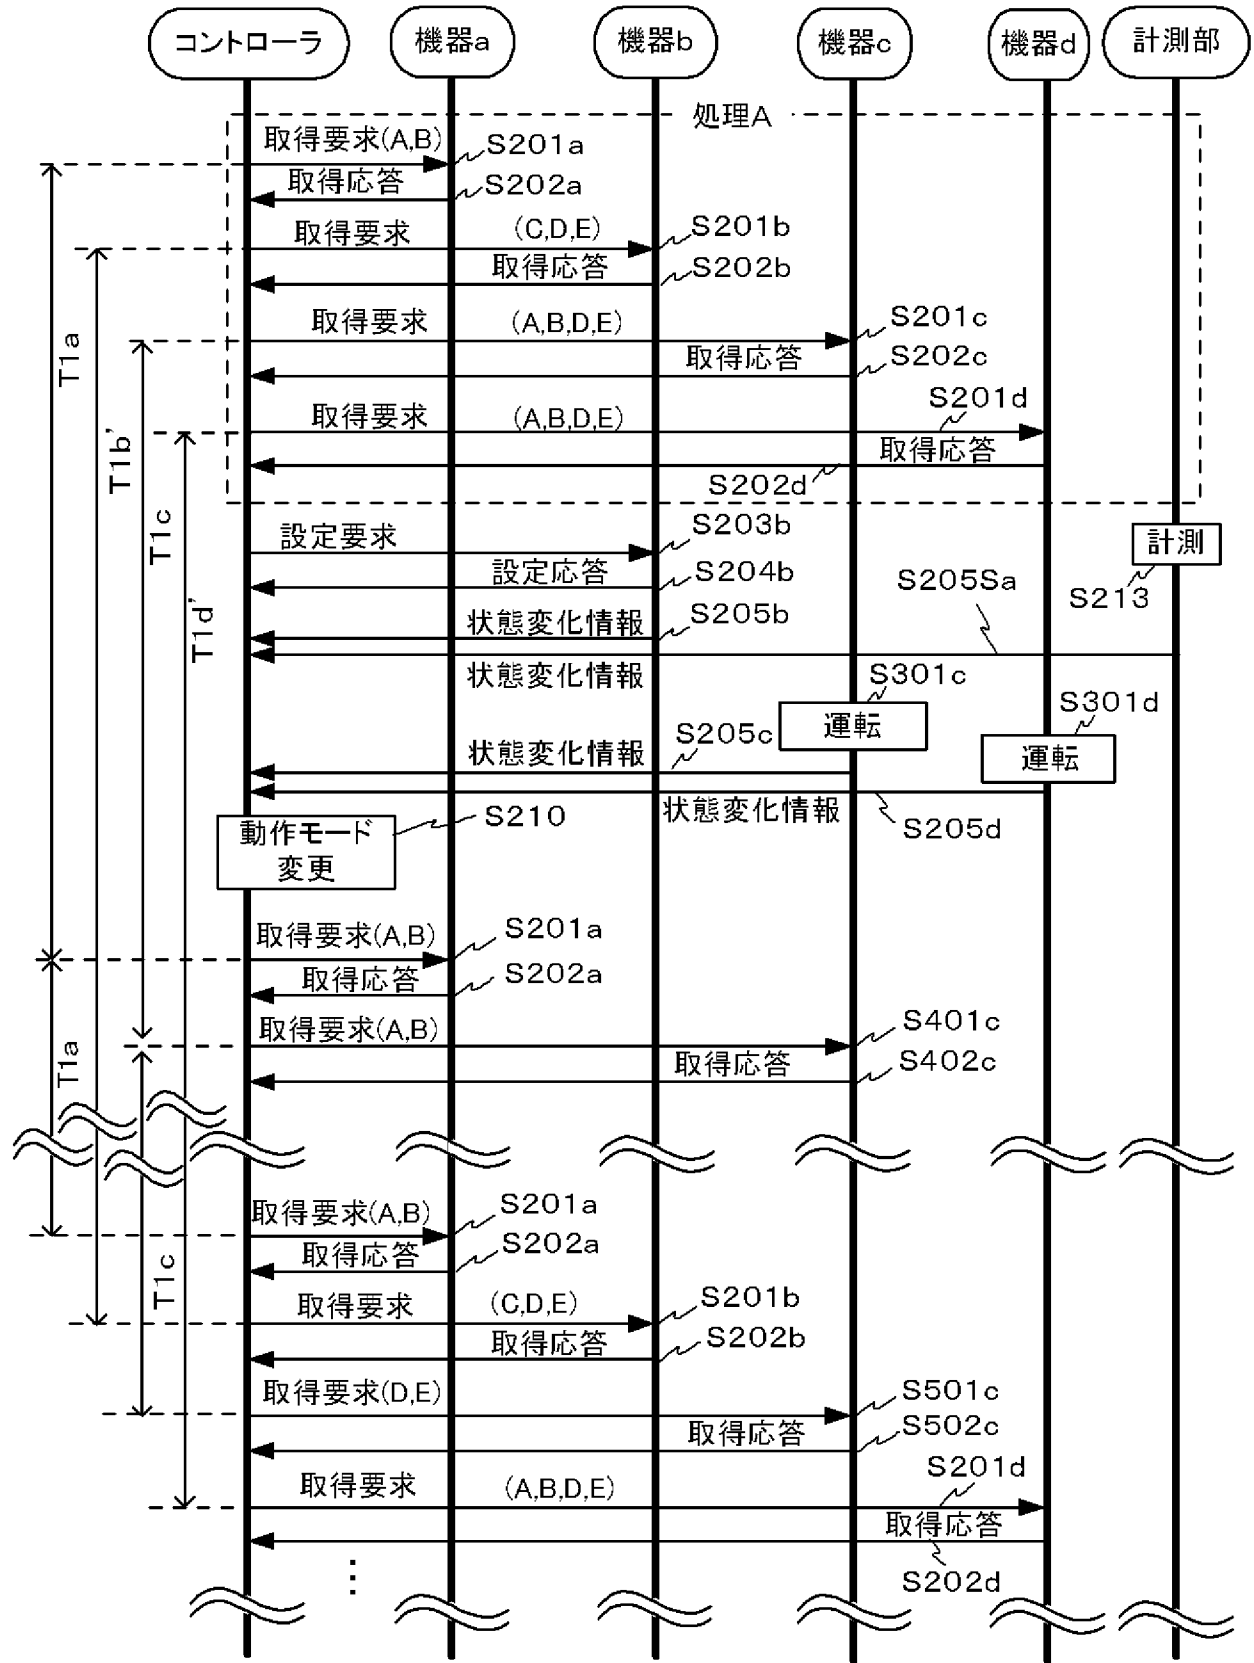 コントローラ
機器a
機器b
機器c
機器d
計測部
処理A
取得要求(A,B)
S201a
取得応答
S202a
取得要求 (C,D,E)
S201b
取得応答
S202b
取得要求 (A,B,D,E)
S201c
取得応答
S202c
取得要求 (A,B,D,E)
S201d
取得応答
S202d
T1a
T1b'
T1c
T1d'
設定要求
S203b
計測
S213
設定応答
S204b
S205Sa
状態変化情報
S205b
状態変化情報
S301c
運転
S301d
運転
状態変化情報
S205c
状態変化情報
S205d
動作モード
変更
S210
取得要求(A,B)
S201a
取得応答
S202a
取得要求(A,B)
S401c
取得応答
S402c
T1a
取得要求(A,B)
S201a
取得応答
S202a
T1c
取得要求 (C,D,E)
S201b
取得応答
S202b
取得要求(D,E)
S501c
取得応答
S502c
取得要求 (A,B,D,E)
S201d
取得応答
S202d
⋮